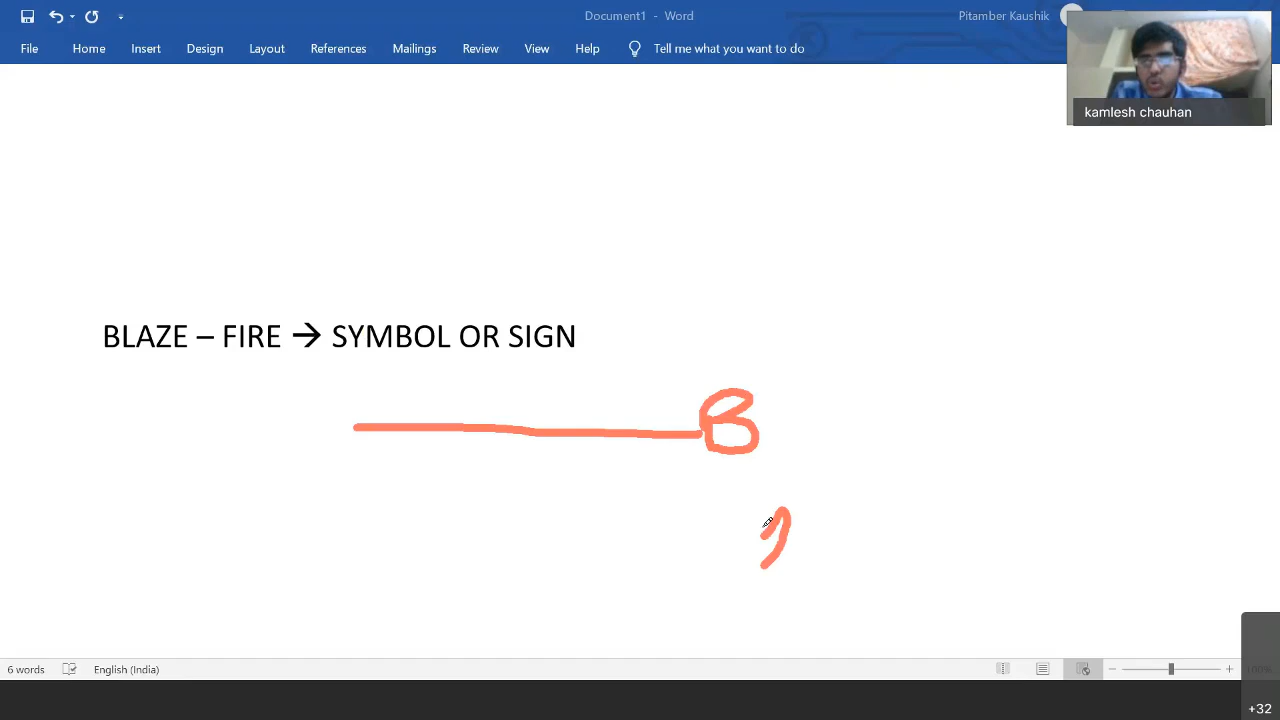 Document1 - Word
Pitamber Kaushik
File Home Insert Design Layout References Mailings Review View Help Tell me what you want to do
kamlesh chauhan
BLAZE – FIRE → SYMBOL OR SIGN
B
6 words English (India)
100%
+32